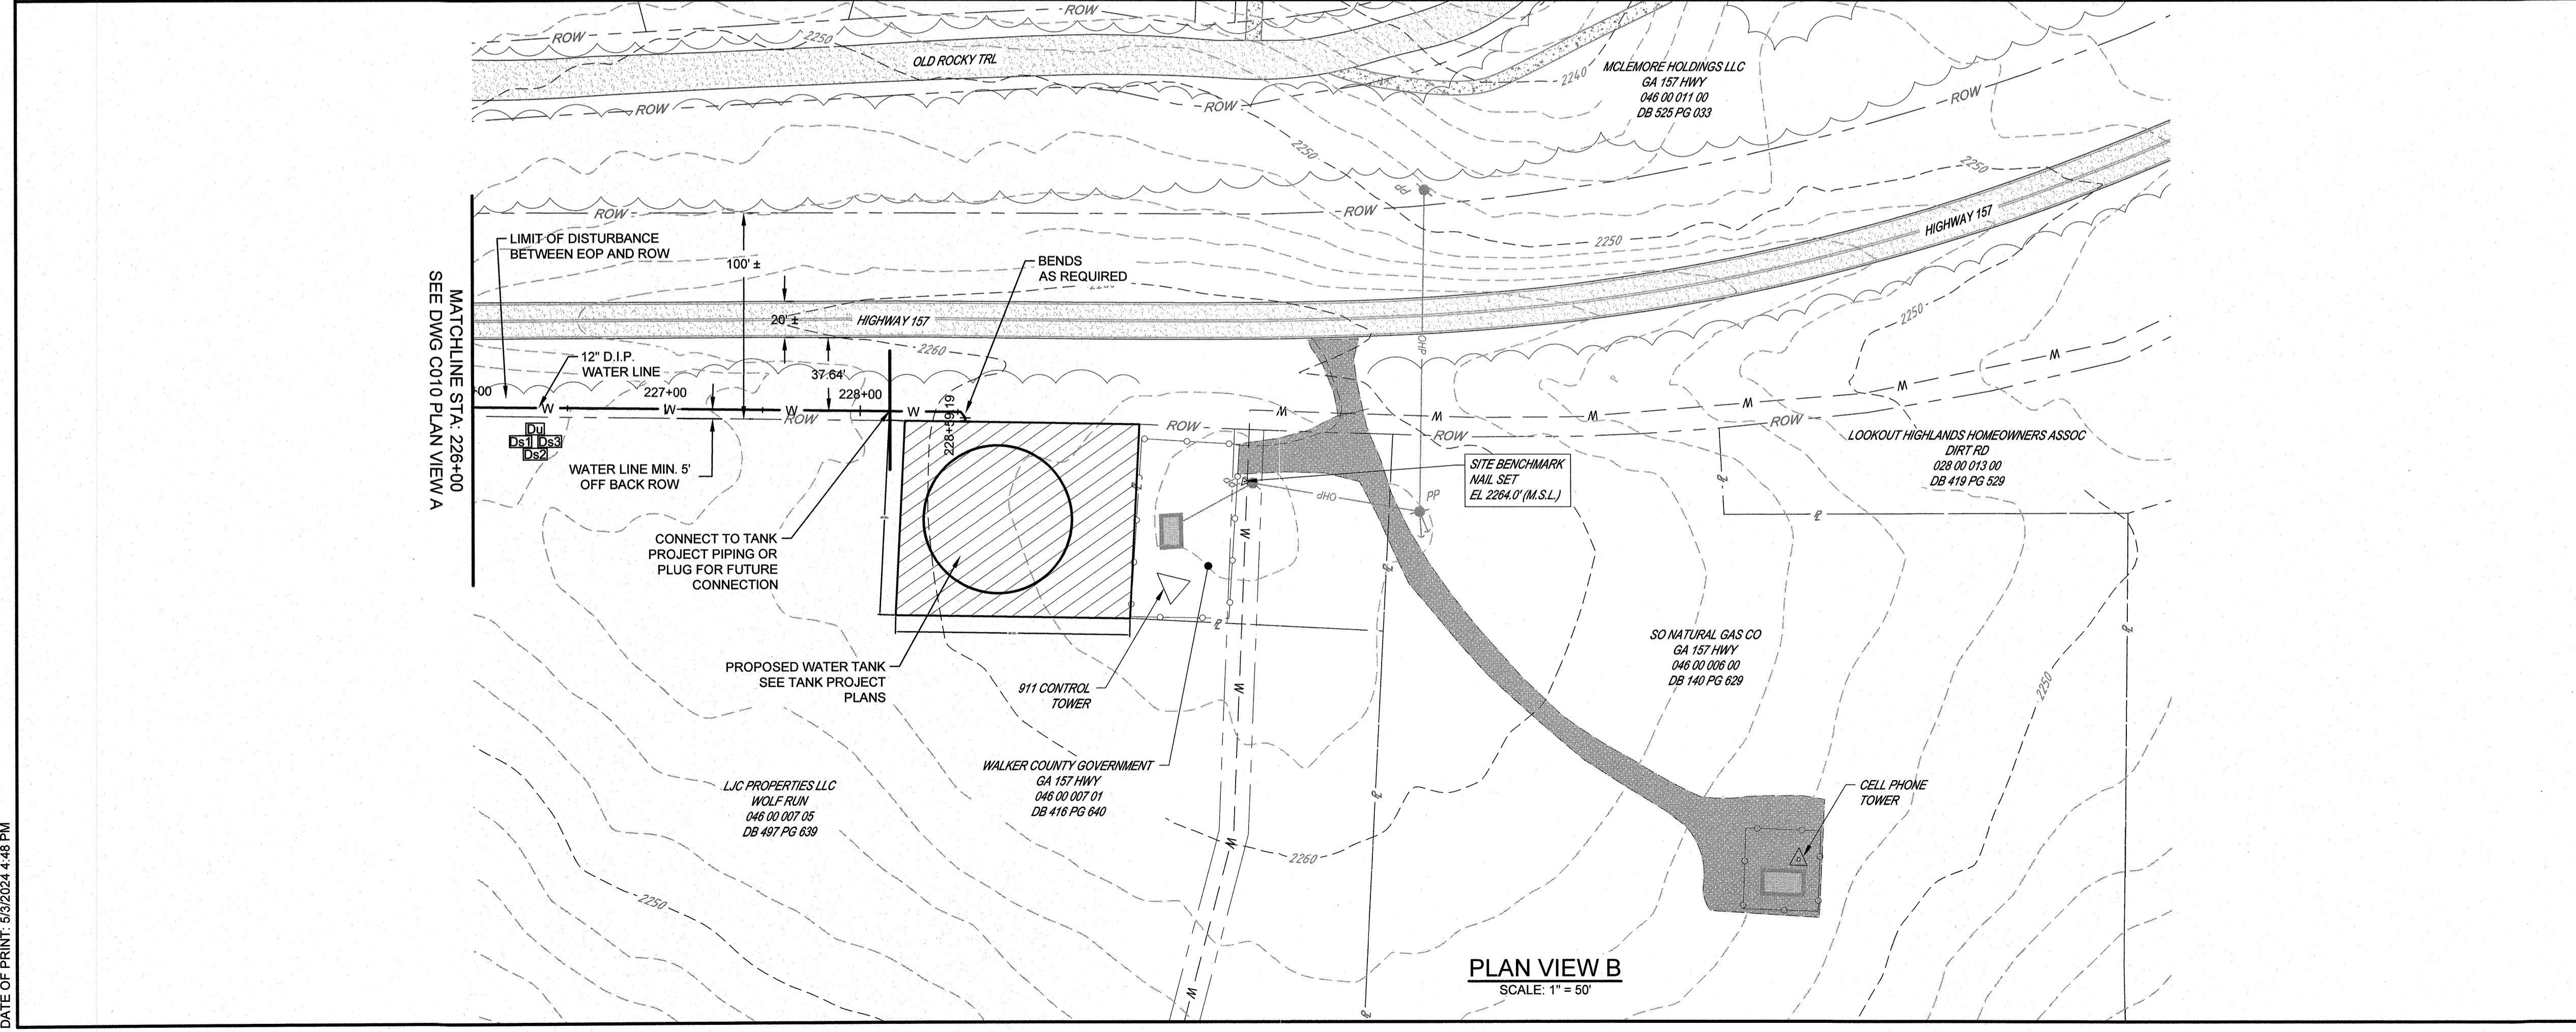 ROW
ROW
2250
OLD ROCKY TRL
2240
MCLEMORE HOLDINGS LLC
GA 157 HWY
046 00 011 00
DB 525 PG 033
ROW
ROW
ROW
2250
2250
PP
ROW
ROW
HIGHWAY 157
LIMIT OF DISTURBANCE
BETWEEN EOP AND ROW
100' ±
BENDS
AS REQUIRED
2250
MATCHLINE STA: 226+00
SEE DWG C010 PLAN VIEW A
20' ±
HIGHWAY 157
2250
OHP
2260
12" D.I.P.
WATER LINE
37.64'
+00
227+00
228+00
W
W
W
W
W
W
W
W
W
W
ROW
228+59.19
ROW
ROW
ROW
Du
Ds1
Ds3
Ds2
WATER LINE MIN. 5'
OFF BACK ROW
LOOKOUT HIGHLANDS HOMEOWNERS ASSOC
DIRT RD
028 00 013 00
DB 419 PG 529
SITE BENCHMARK
NAIL SET
EL 2264.0' (M.S.L.)
PP
OHP
PP
W
CONNECT TO TANK
PROJECT PIPING OR
PLUG FOR FUTURE
CONNECTION
PROPOSED WATER TANK
SEE TANK PROJECT
PLANS
911 CONTROL
TOWER
W
SO NATURAL GAS CO
GA 157 HWY
046 00 006 00
DB 140 PG 629
2250
WALKER COUNTY GOVERNMENT
GA 157 HWY
046 00 007 01
DB 416 PG 640
LJC PROPERTIES LLC
WOLF RUN
046 00 007 05
DB 497 PG 639
CELL PHONE
TOWER
W
2260
2250
W
PLAN VIEW B
SCALE: 1" = 50'
DATE OF PRINT: 5/3/2024 4:48 PM